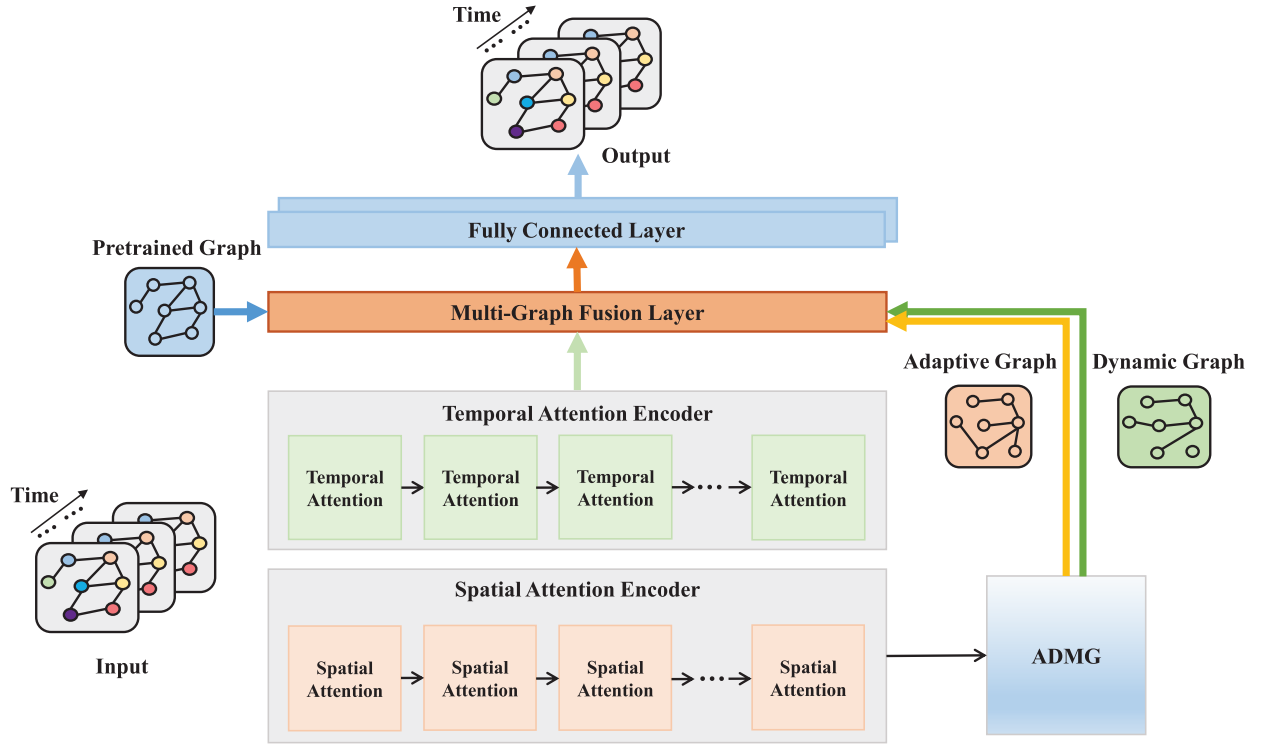 Time
Output
Fully Connected Layer
Pretrained Graph
Multi-Graph Fusion Layer
Adaptive Graph
Dynamic Graph
Temporal Attention Encoder
Temporal
Attention
Temporal
Attention
Temporal
Attention
Temporal
Attention
Time
Input
Spatial Attention Encoder
Spatial
Attention
Spatial
Attention
Spatial
Attention
Spatial
Attention
ADMG